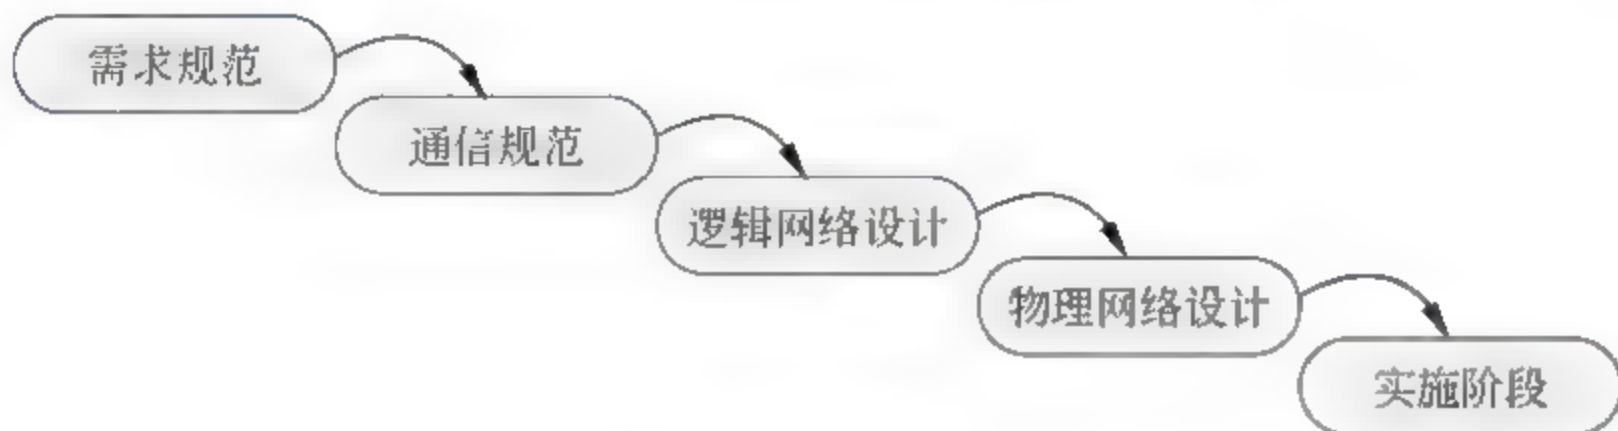 需求规范
通信规范
逻辑网络设计
物理网络设计
实施阶段